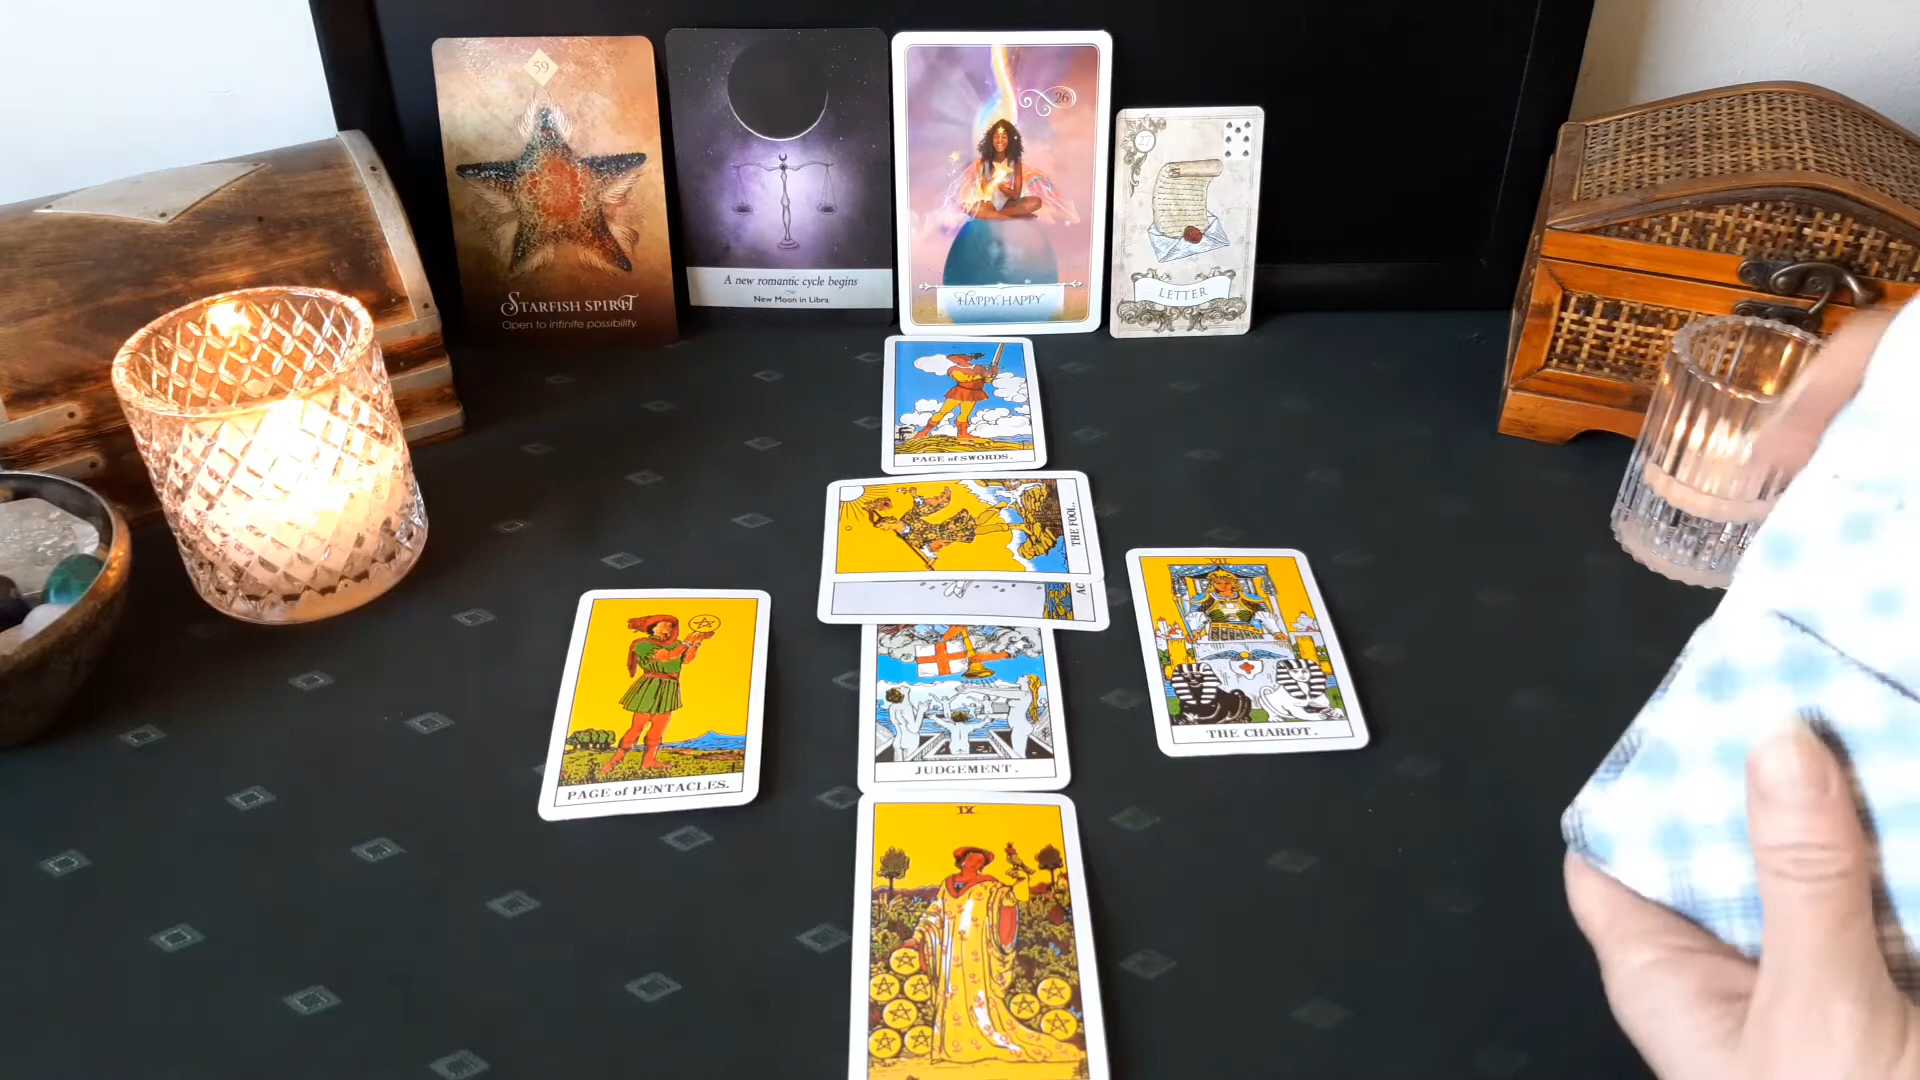 59
STARFISH SPIRIT
Open to infinite possibility
A new romantic cycle begins
New Moon in Libra
26
HAPPY, HAPPY
27
LETTER
PAGE of SWORDS.
THE FOOL.
AC
VII
THE CHARIOT.
PAGE of PENTACLES.
JUDGEMENT.
IX